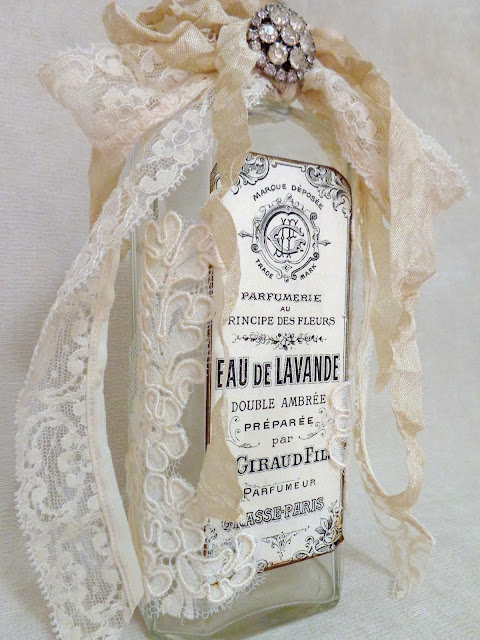 MARQUE DÉPOSÉE
TRADE MARK
PARFUMERIE
AU
PRINCIPE DES FLEURS
EAU DE LAVANDE
DOUBLE AMBRÉE
PRÉPARÉE
par
GIRAUD FIL
PARFUMEUR
GRASSE-PARIS